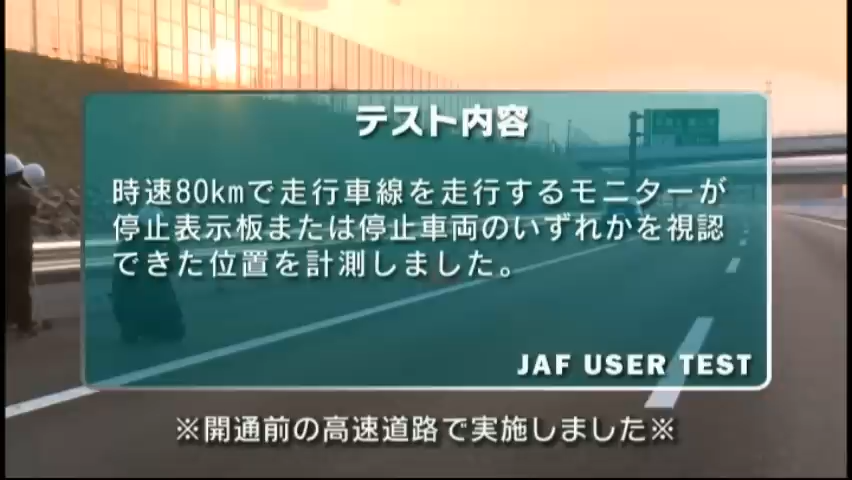 テスト内容
時速80kmで走行車線を走行するモニターが
停止表示板または停止車両のいずれかを視認
できた位置を計測しました。
JAF USER TEST
※開通前の高速道路で実施しました※